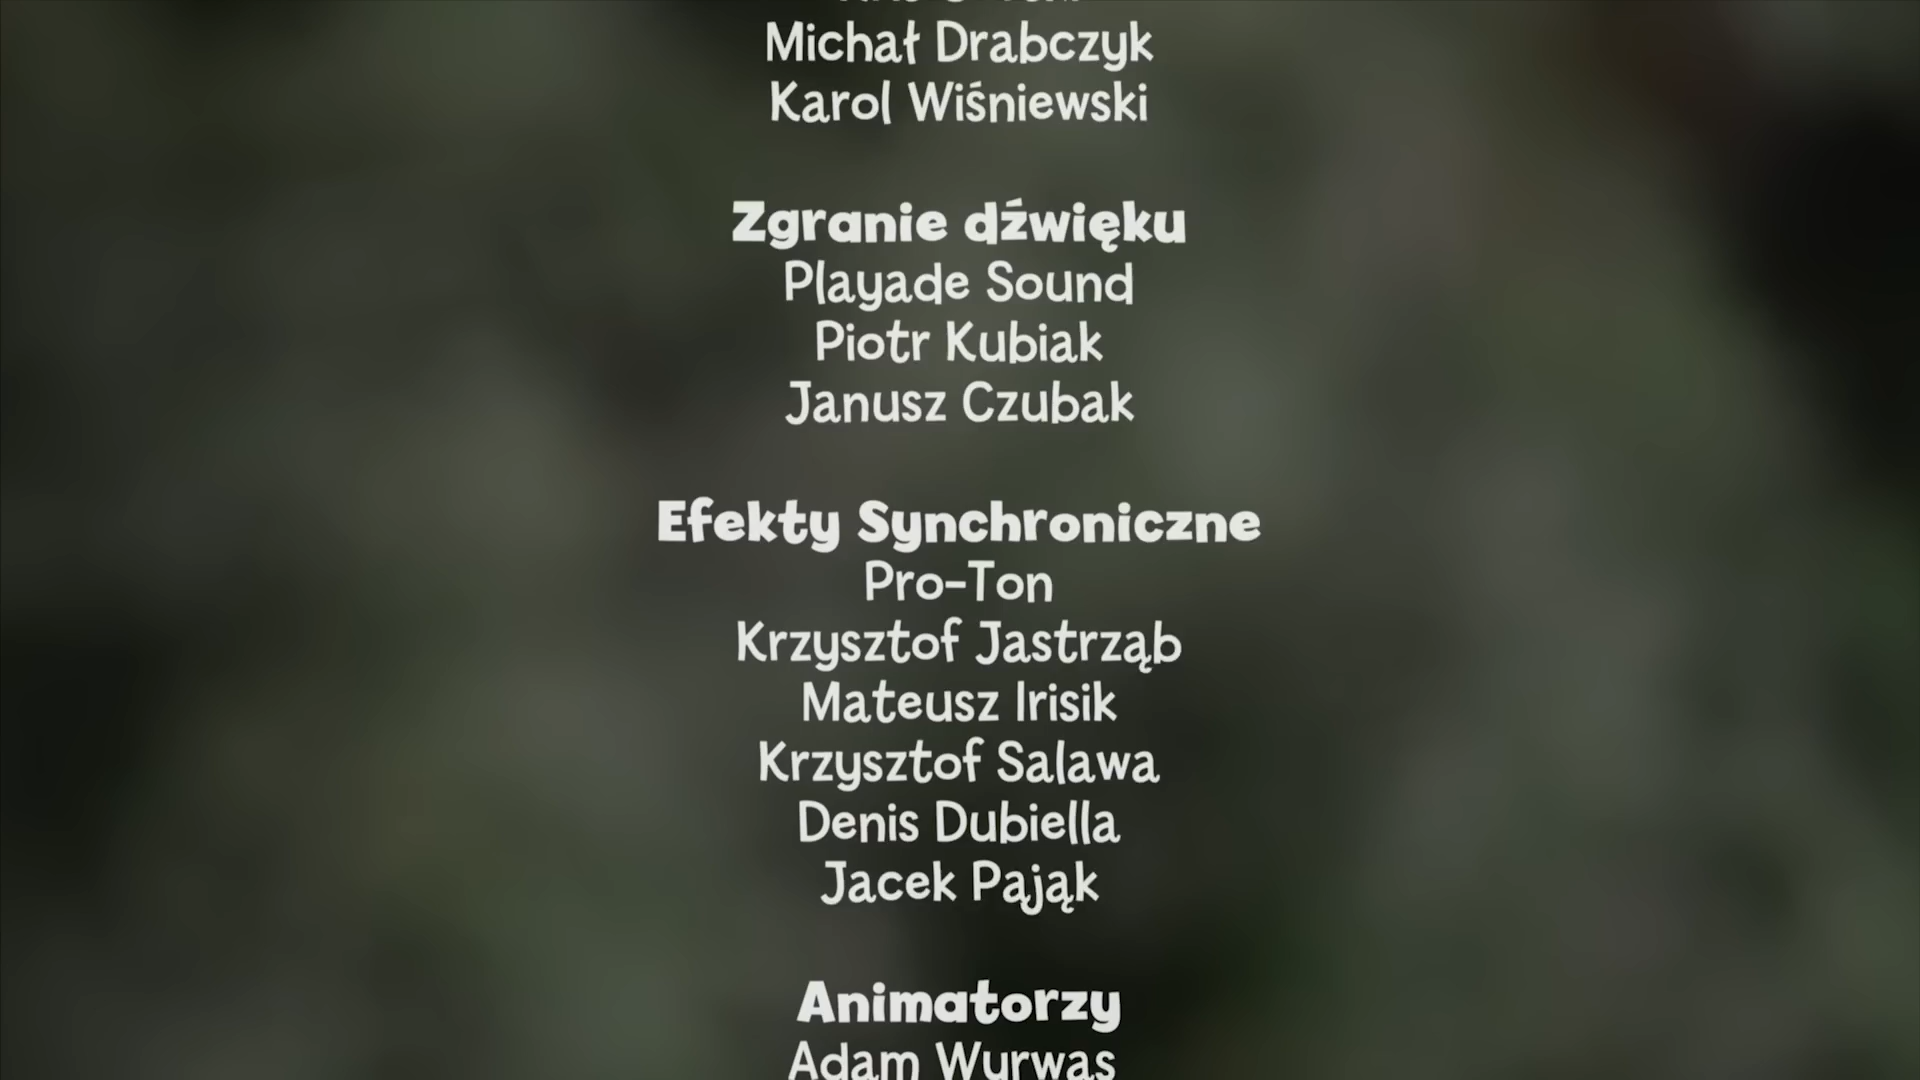 Michał Drabczyk
Karol Wiśniewski
Zgranie dźwięku
Playade Sound
Piotr Kubiak
Janusz Czubak
Efekty Synchroniczne
Pro-Ton
Krzysztof Jastrząb
Mateusz Irisik
Krzysztof Salawa
Denis Dubiella
Jacek Pająk
Animatorzy
Adam Wyrwas